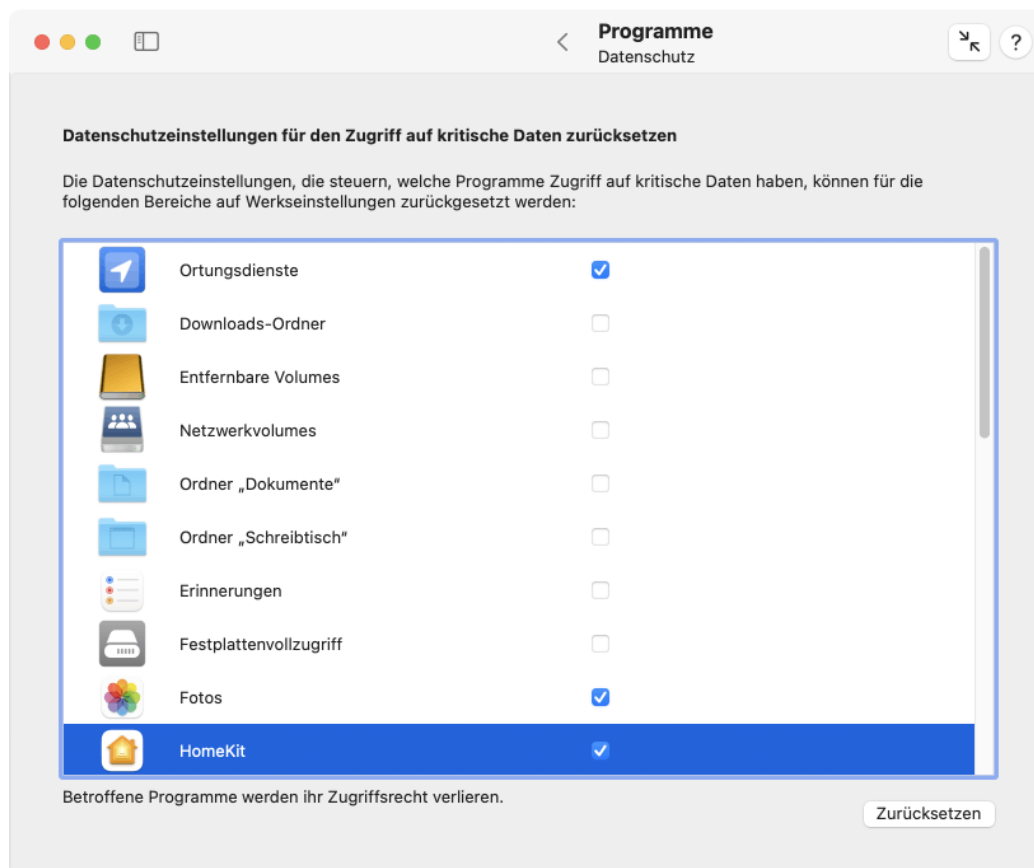 Programme
Datenschutz
?
Datenschutzeinstellungen für den Zugriff auf kritische Daten zurücksetzen
Die Datenschutzeinstellungen, die steuern, welche Programme Zugriff auf kritische Daten haben, können für die
folgenden Bereiche auf Werkseinstellungen zurückgesetzt werden:
Ortungsdienste
Downloads-Ordner
Entfernbare Volumes
Netzwerkvolumes
Ordner „Dokumente“
Ordner „Schreibtisch“
Erinnerungen
Festplattenvollzugriff
Fotos
HomeKit
Betroffene Programme werden ihr Zugriffsrecht verlieren.
Zurücksetzen